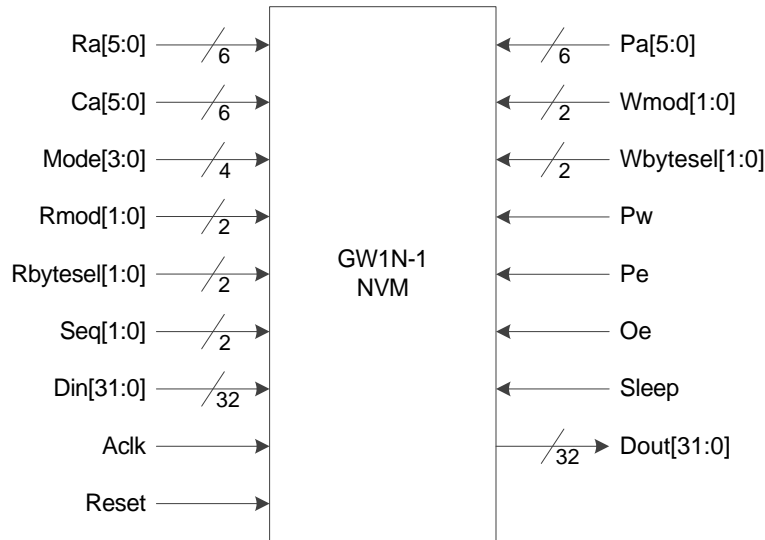 Ra[5:0]
6
6
Pa[5:0]
Ca[5:0]
6
2
Wmod[1:0]
Mode[3:0]
4
2
Wbytesel[1:0]
Rmod[1:0]
2
Pw
Rbytesel[1:0]
2
GW1N-1
NVM
Pe
Seq[1:0]
2
Oe
Din[31:0]
32
Sleep
Aclk
32
Dout[31:0]
Reset